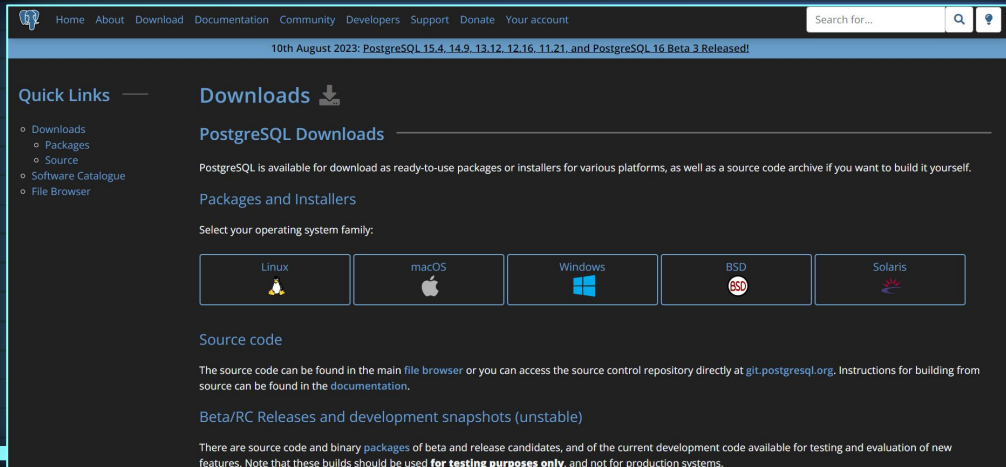 Home About Download Documentation Community Developers Support Donate Your account
Search for...
10th August 2023: PostgreSQL 15.4, 14.9, 13.12, 12.16, 11.21, and PostgreSQL 16 Beta 3 Released!
Quick Links
Downloads
Packages
Source
Software Catalogue
File Browser
Downloads
PostgreSQL Downloads
PostgreSQL is available for download as ready-to-use packages or installers for various platforms, as well as a source code archive if you want to build it yourself.
Packages and Installers
Select your operating system family:
Linux
macOS
Windows
BSD
BSD
Solaris
Source code
The source code can be found in the main file browser or you can access the source control repository directly at git.postgresql.org. Instructions for building from
source can be found in the documentation.
Beta/RC Releases and development snapshots (unstable)
There are source code and binary packages of beta and release candidates, and of the current development code available for testing and evaluation of new
features. Note that these builds should be used for testing purposes only, and not for production systems.